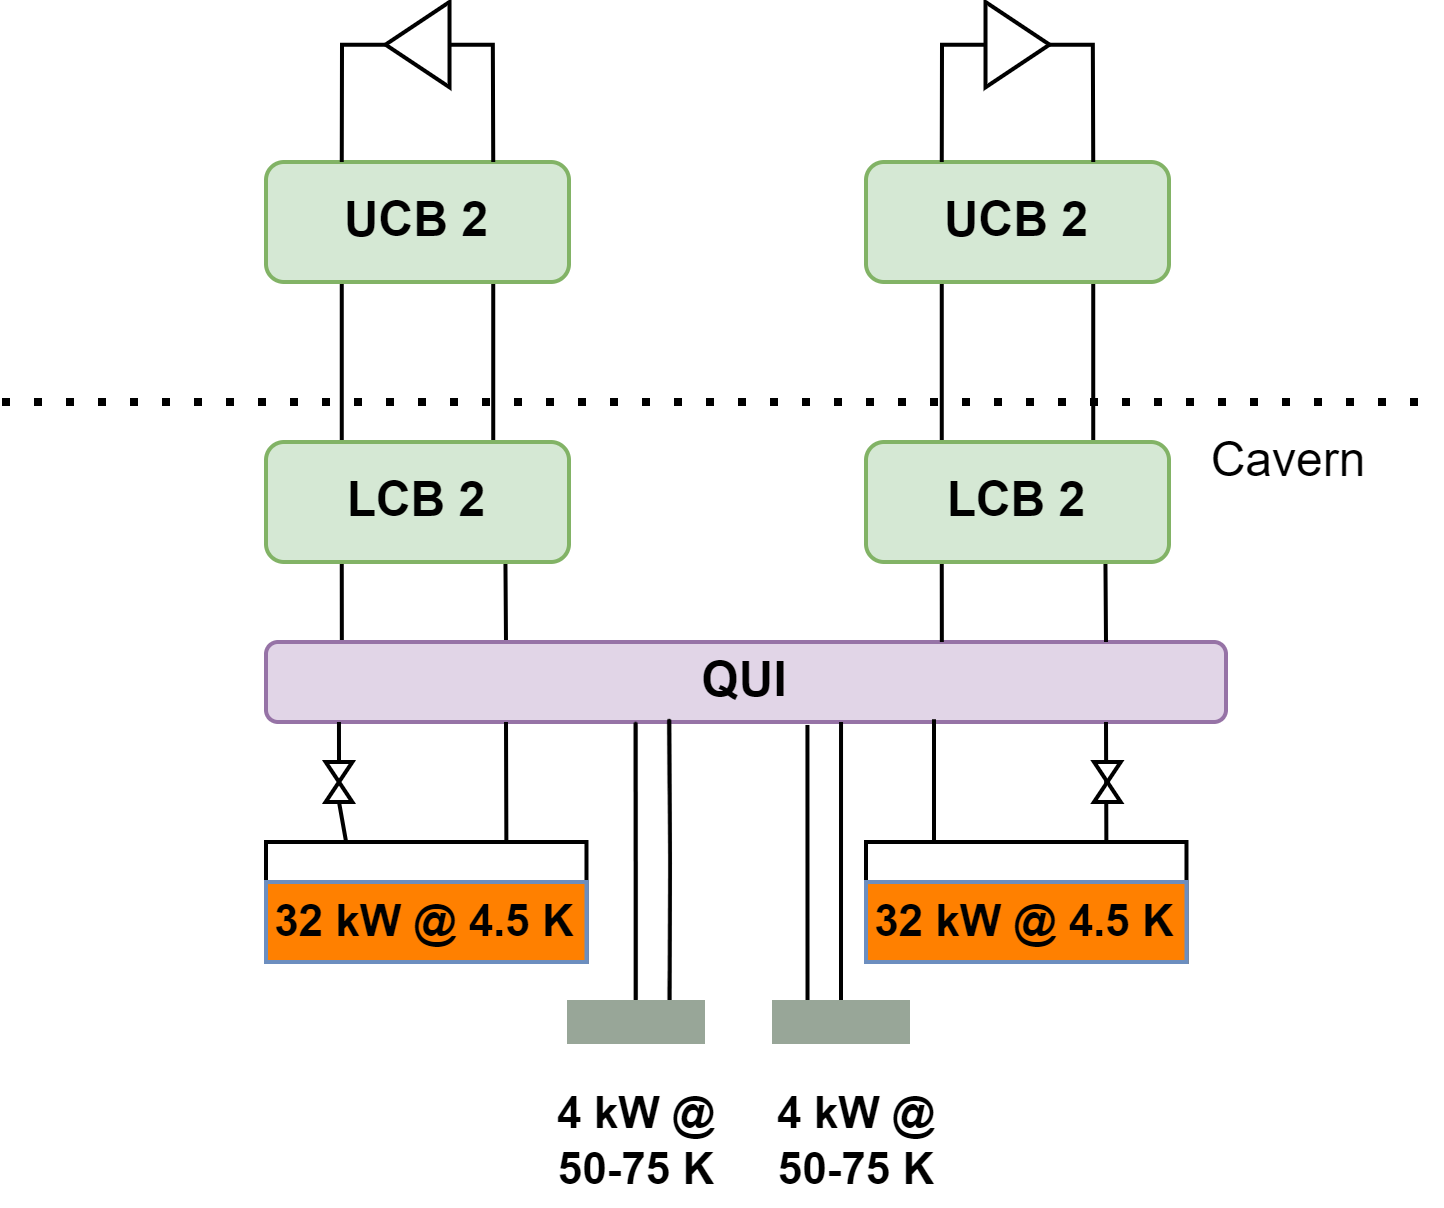 UCB 2
UCB 2
Cavern
LCB 2
LCB 2
QUI
32 kW @ 4.5 K
32 kW @ 4.5 K
4 kW @
50-75 K
4 kW @
50-75 K